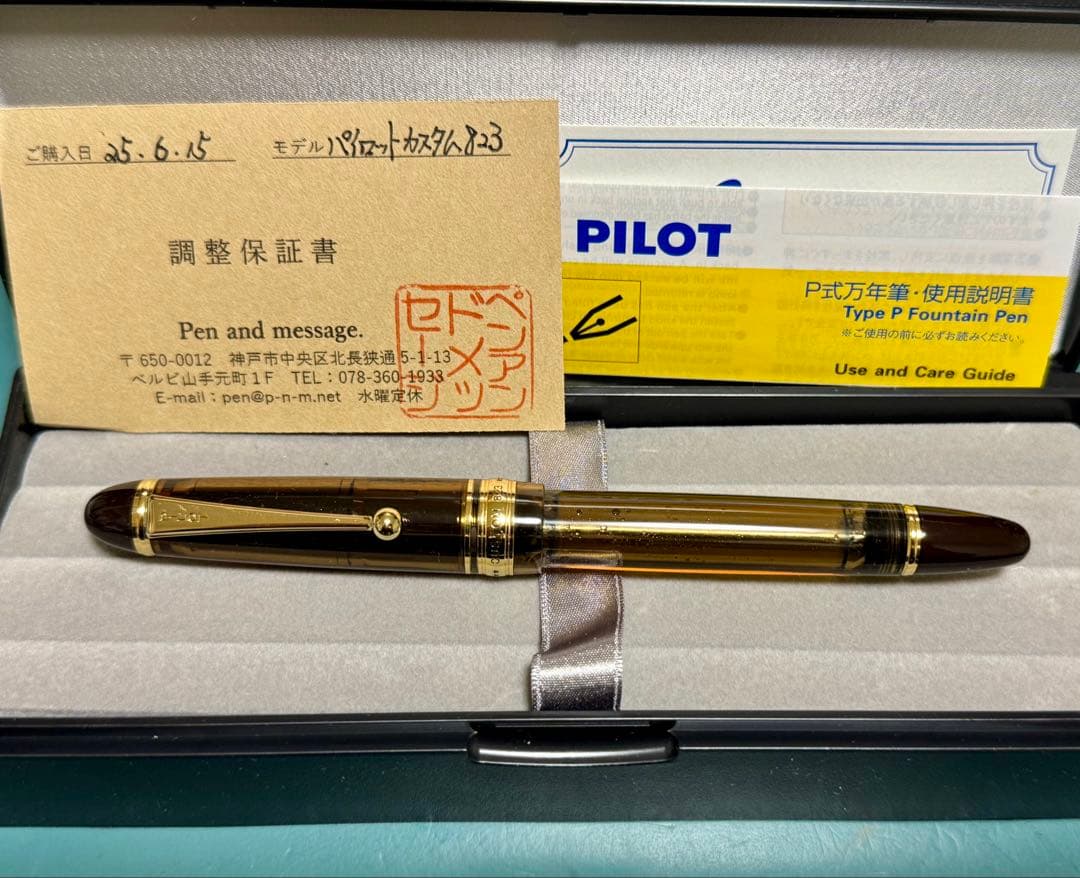 ご購入日 25.6.15 モデル パイロットカスタム823
調整保証書
Pen and message.
〒650-0012 神戸市中央区北長狭通 5-1-13
ベルビ山手元町1F TEL：078-360-1933
E-mail：pen@p-n-m.net 水曜定休
ペンアン
ドメッ
セージ
PILOT
P式万年筆・使用説明書
Type P Fountain Pen
※ご使用の前に必ずお読みください。
Use and Care Guide